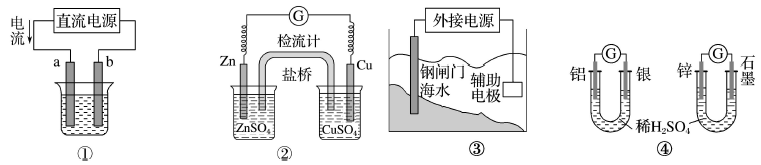 直流电源
电流
a b
①
G
检流计
Zn
盐桥
Cu
ZnSO₄
CuSO₄
②
外接电源
钢闸门
海水
辅助
电极
③
G
铝 银
G
锌 石墨
稀H₂SO₄
④